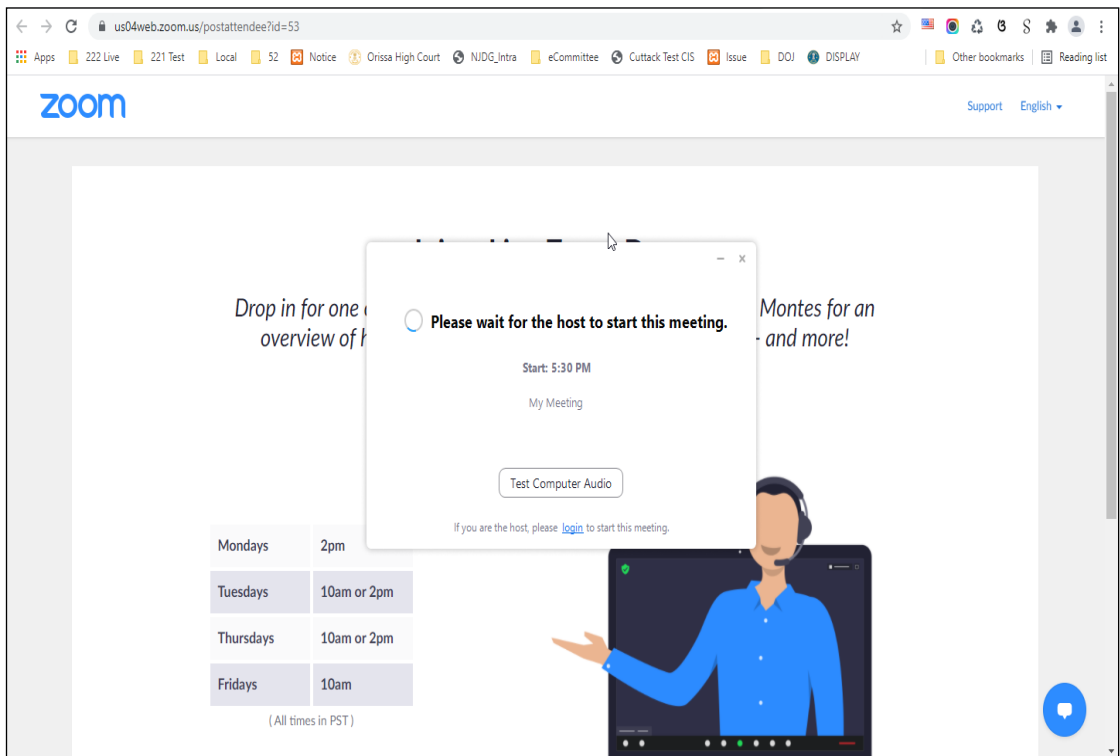 us04web.zoom.us/postattendee?id=53
Apps 222 Live 221 Test Local 52 Notice Orissa High Court NJDG_Intra eCommittee Cuttack Test CIS Issue DOJ DISPLAY Other bookmarks Reading list
zoom Support English
Drop in for one Montes for an
overview of - and more!
Please wait for the host to start this meeting.
Start: 5:30 PM
My Meeting
Test Computer Audio
If you are the host, please login to start this meeting.
Mondays 2pm
Tuesdays 10am or 2pm
Thursdays 10am or 2pm
Fridays 10am
( All times in PST )